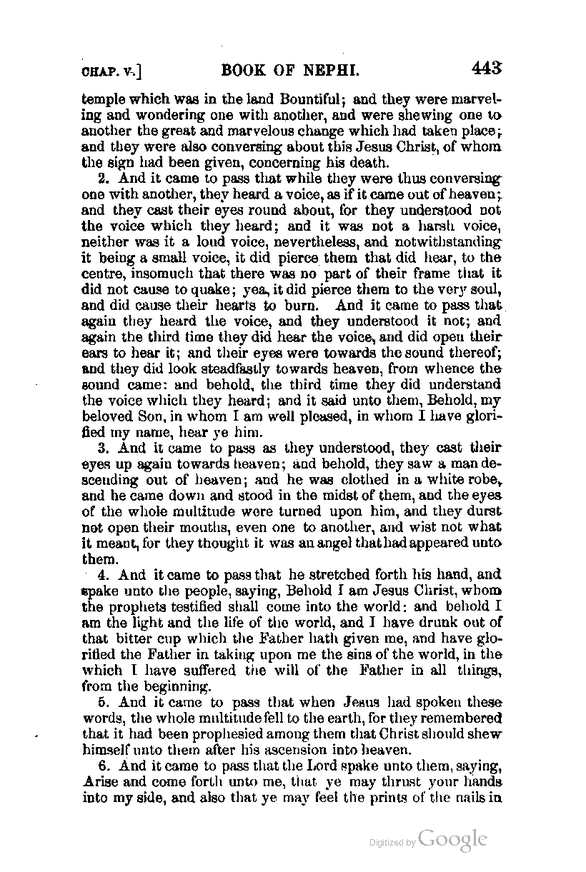 CHAP. V.] BOOK OF NEPHI. 443
temple which was in the land Bountiful; and they were marvel-
ing and wondering one with another, and were shewing one to
another the great and marvelous change which had taken place;
and they were also conversing about this Jesus Christ, of whom
the sign had been given, concerning his death.
2. And it came to pass that while they were thus conversing
one with another, they heard a voice, as if it came out of heaven;
and they cast their eyes round about, for they understood not
the voice which they heard; and it was not a harsh voice,
neither was it a loud voice, nevertheless, and notwithstanding
it being a small voice, it did pierce them that did hear, to the
centre, insomuch that there was no part of their frame that it
did not cause to quake; yea, it did pierce them to the very soul,
and did cause their hearts to burn. And it came to pass that
again they heard the voice, and they understood it not; and
again the third time they did hear the voice, and did open their
ears to hear it; and their eyes were towards the sound thereof;
and they did look steadfastly towards heaven, from whence the
sound came: and behold, the third time they did understand
the voice which they heard; and it said unto them, Behold, my
beloved Son, in whom I am well pleased, in whom I have glori-
fied my name, hear ye him.
3. And it came to pass as they understood, they cast their
eyes up again towards heaven; and behold, they saw a man de-
scending out of heaven; and he was clothed in a white robe,
and he came down and stood in the midst of them, and the eyes
of the whole multitude were turned upon him, and they durst
not open their mouths, even one to another, and wist not what
it meant, for they thought it was an angel that had appeared unto
them.
4. And it came to pass that he stretched forth his hand, and
spake unto the people, saying, Behold I am Jesus Christ, whom
the prophets testified shall come into the world: and behold I
am the light and the life of the world, and I have drunk out of
that bitter cup which the Father hath given me, and have glo-
rified the Father in taking upon me the sins of the world, in the
which I have suffered the will of the Father in all things,
from the beginning.
5. And it came to pass that when Jesus had spoken these
words, the whole multitude fell to the earth, for they remembered
that it had been prophesied among them that Christ should shew
himself unto them after his ascension into heaven.
6. And it came to pass that the Lord spake unto them, saying,
Arise and come forth unto me, that ye may thrust your hands
into my side, and also that ye may feel the prints of the nails in
Digitized by Google